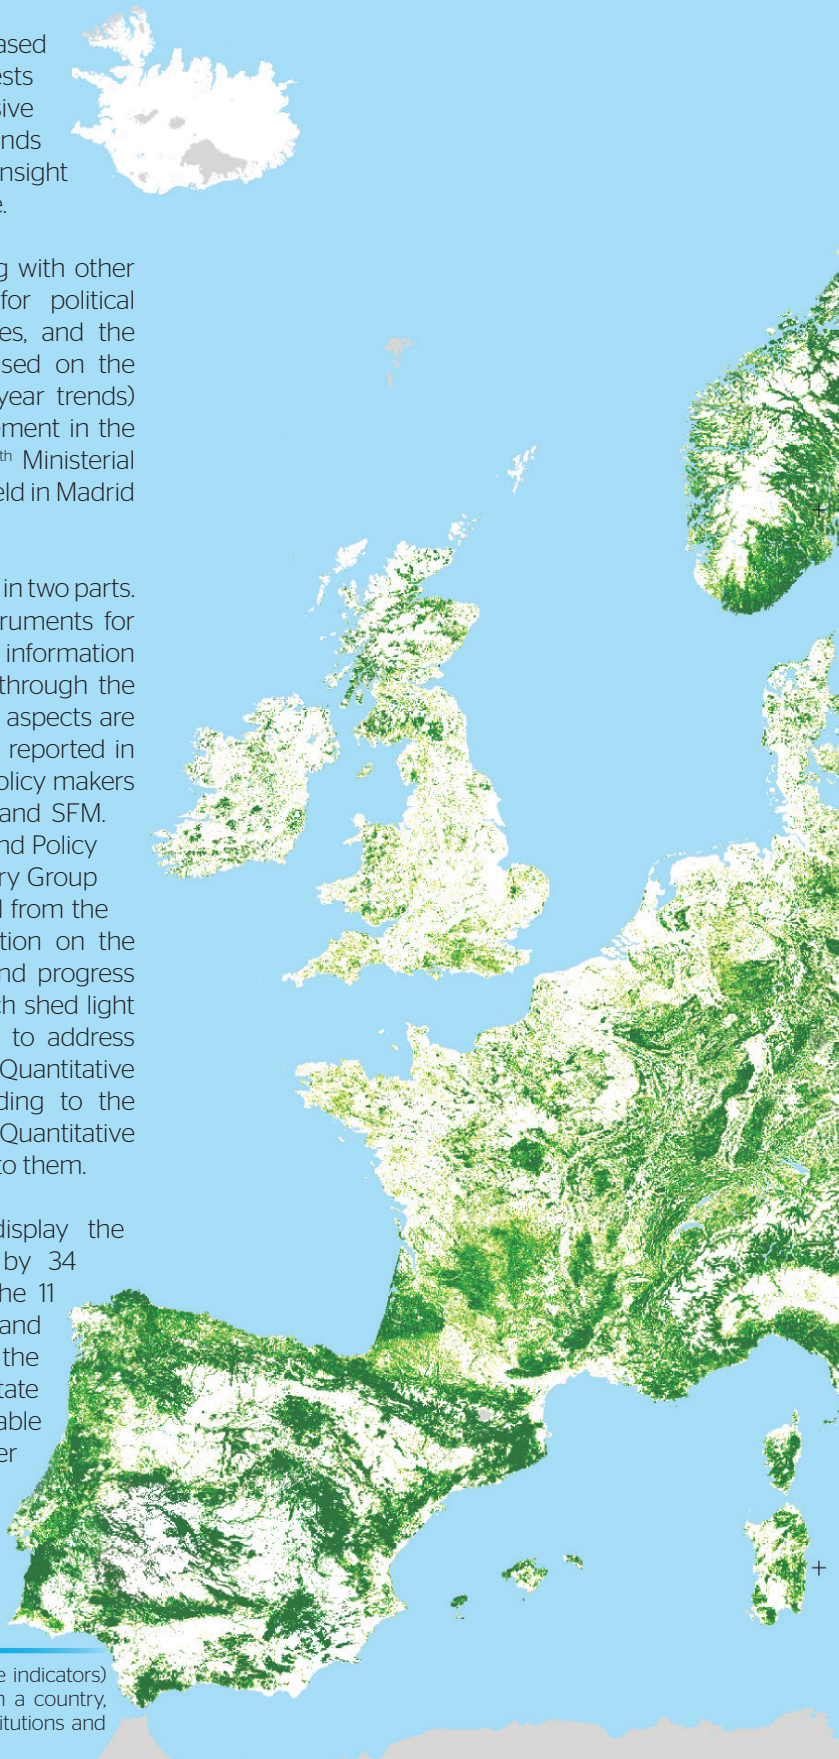 ased
ests
sive
nds
nsight
e.
g with other
for political
es, and the
sed on the
year trends)
ement in the
th Ministerial
eld in Madrid
in two parts.
ruments for
information
through the
aspects are
reported in
olicy makers
and SFM.
nd Policy
ry Group
d from the
tion on the
nd progress
ch shed light
to address
Quantitative
ding to the
Quantitative
to them.
display the
by 34
he 11
and
the
tate
able
er
e indicators)
n a country,
titutions and